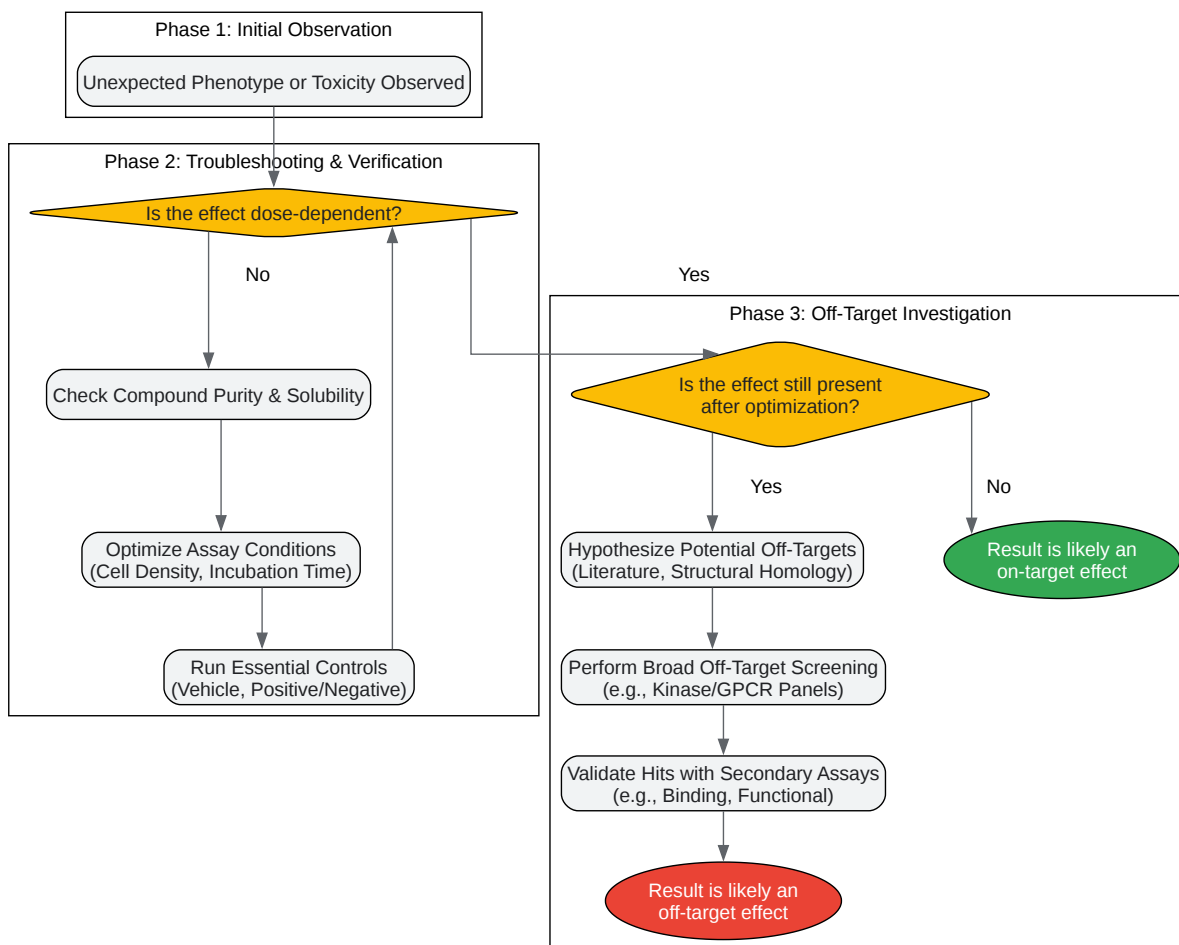 Phase 1: Initial Observation
Unexpected Phenotype or Toxicity Observed
Phase 2: Troubleshooting & Verification
Is the effect dose-dependent?
No
Yes
Check Compound Purity & Solubility
Optimize Assay Conditions
(Cell Density, Incubation Time)
Run Essential Controls
(Vehicle, Positive/Negative)
Phase 3: Off-Target Investigation
Is the effect still present
after optimization?
Yes
No
Hypothesize Potential Off-Targets
(Literature, Structural Homology)
Result is likely an
on-target effect
Perform Broad Off-Target Screening
(e.g., Kinase/GPCR Panels)
Validate Hits with Secondary Assays
(e.g., Binding, Functional)
Result is likely an
off-target effect